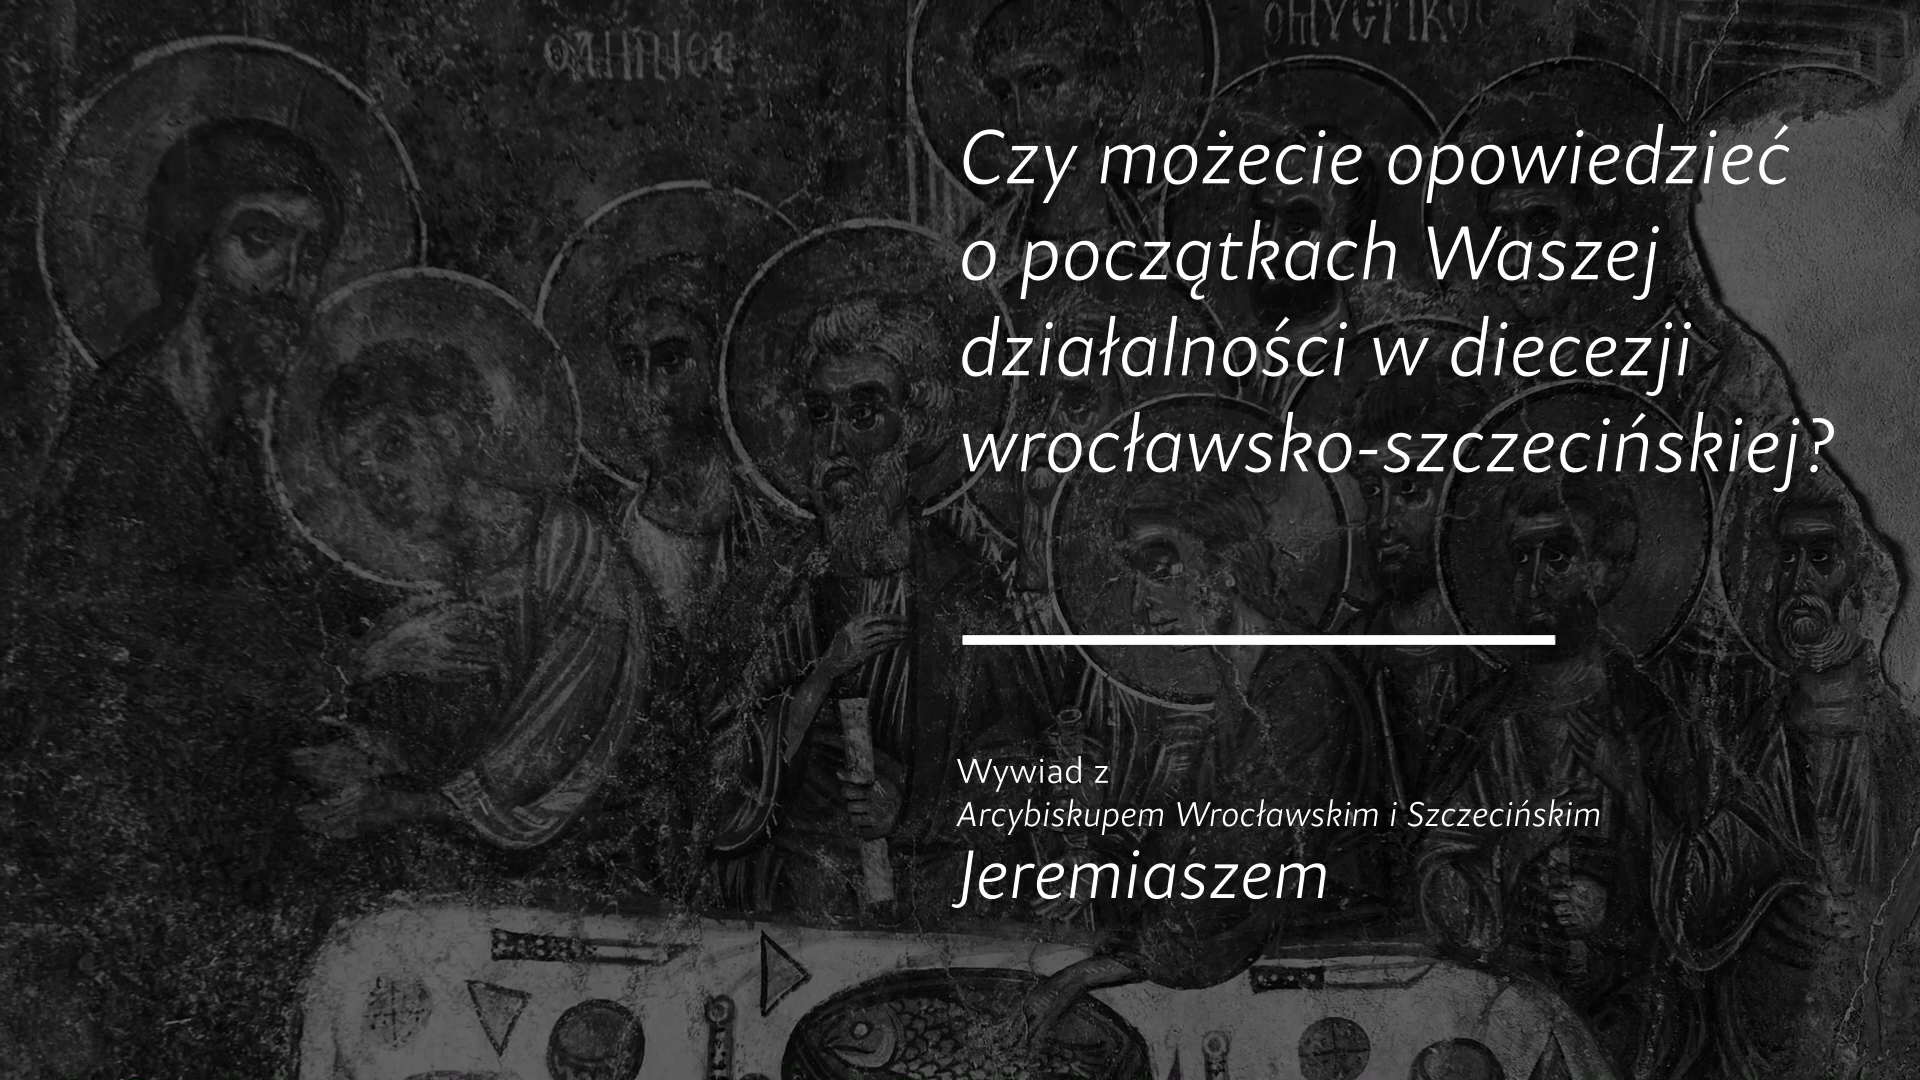 Czy możecie opowiedzieć
o początkach Waszej
działalności w diecezji
wrocławsko-szczecińskiej?
Wywiad z
Arcybiskupem Wrocławskim i Szczecińskim
Jeremiaszem